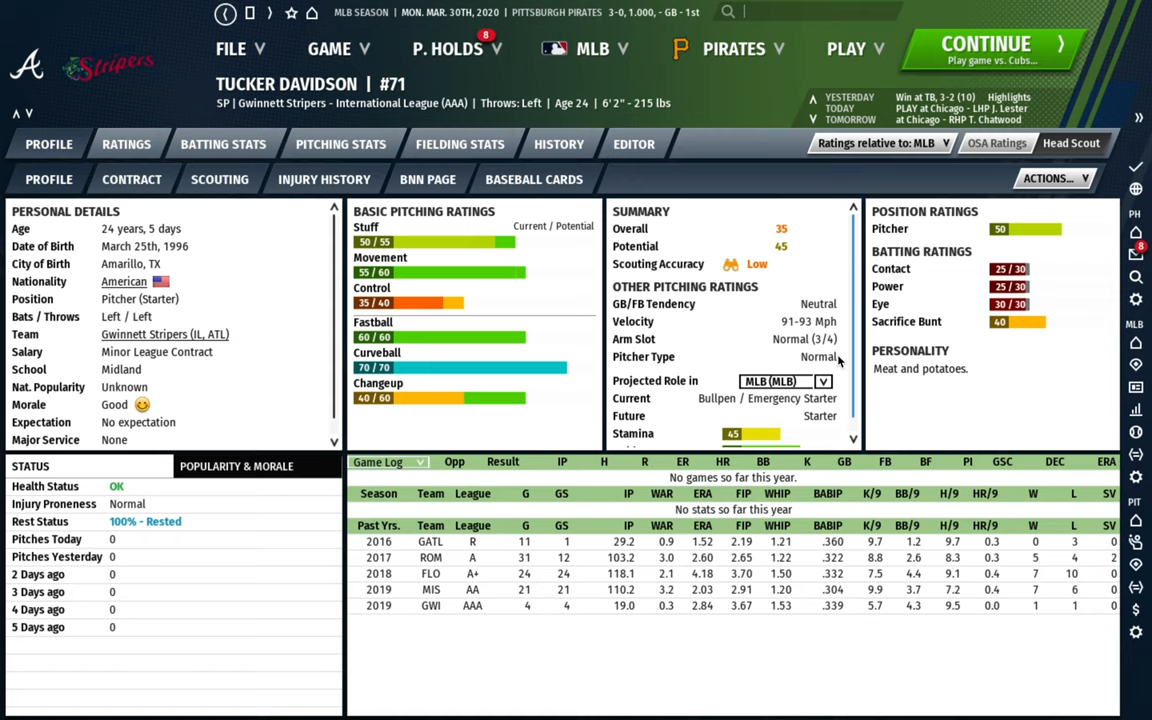 MLB SEASON | MON. MAR. 30TH, 2020 | PITTSBURGH PIRATES 3-0, 1.000, - GB - 1st
FILE GAME P. HOLDS 8 MLB P PIRATES PLAY
CONTINUE
Play game vs. Cubs...
A Stripers
TUCKER DAVIDSON | #71
SP | Gwinnett Stripers - International League (AAA) | Throws: Left | Age 24 | 6'2" - 215 lbs
YESTERDAY Win at TB, 3-2 (10) Highlights
TODAY PLAY at Chicago - LHP J. Lester
TOMORROW at Chicago - RHP T. Chatwood
PROFILE RATINGS BATTING STATS PITCHING STATS FIELDING STATS HISTORY EDITOR
Ratings relative to: MLB OSA Ratings Head Scout
PROFILE CONTRACT SCOUTING INJURY HISTORY BNN PAGE BASEBALL CARDS ACTIONS...
PERSONAL DETAILS
Age 24 years, 5 days
Date of Birth March 25th, 1996
City of Birth Amarillo, TX
Nationality American
Position Pitcher (Starter)
Bats / Throws Left / Left
Team Gwinnett Stripers (IL, ATL)
Salary Minor League Contract
School Midland
Nat. Popularity Unknown
Morale Good
Expectation No expectation
Major Service None
BASIC PITCHING RATINGS
Stuff Current / Potential
50 / 55
Movement
55 / 60
Control
35 / 40
Fastball
60 / 60
Curveball
70 / 70
Changeup
40 / 60
SUMMARY
Overall 35
Potential 45
Scouting Accuracy Low
OTHER PITCHING RATINGS
GB/FB Tendency Neutral
Velocity 91-93 Mph
Arm Slot Normal (3/4)
Pitcher Type Normal
Projected Role in MLB (MLB)
Current Bullpen / Emergency Starter
Future Starter
Stamina 45
POSITION RATINGS
Pitcher 50
BATTING RATINGS
Contact 25 / 30
Power 25 / 30
Eye 30 / 30
Sacrifice Bunt 40
PERSONALITY
Meat and potatoes.
PH
8
MLB
PIT
STATUS POPULARITY & MORALE
Health Status OK
Injury Proneness Normal
Rest Status 100% - Rested
Pitches Today 0
Pitches Yesterday 0
2 Days ago 0
3 Days ago 0
4 Days ago 0
5 Days ago 0
Game Log Opp Result IP H R ER HR BB K GB FB BF PI GSC DEC ERA
No games so far this year.
Season Team League G GS IP WAR ERA FIP WHIP BABIP K/9 BB/9 H/9 HR/9 W L SV
No stats so far this year
Past Yrs. Team League G GS IP WAR ERA FIP WHIP BABIP K/9 BB/9 H/9 HR/9 W L SV
2016 GATL R 11 1 29.2 0.9 1.52 2.19 1.21 .360 9.7 1.2 9.7 0.3 0 3 0
2017 ROM A 31 12 103.2 3.0 2.60 2.65 1.22 .322 8.8 2.6 8.3 0.3 5 4 2
2018 FLO A+ 24 24 118.1 2.1 4.18 3.70 1.50 .332 7.5 4.4 9.1 0.4 7 10 0
2019 MIS AA 21 21 110.2 3.2 2.03 2.91 1.20 .304 9.9 3.7 7.2 0.4 7 6 0
2019 GWI AAA 4 4 19.0 0.3 2.84 3.67 1.53 .339 5.7 4.3 9.5 0.0 1 1 0